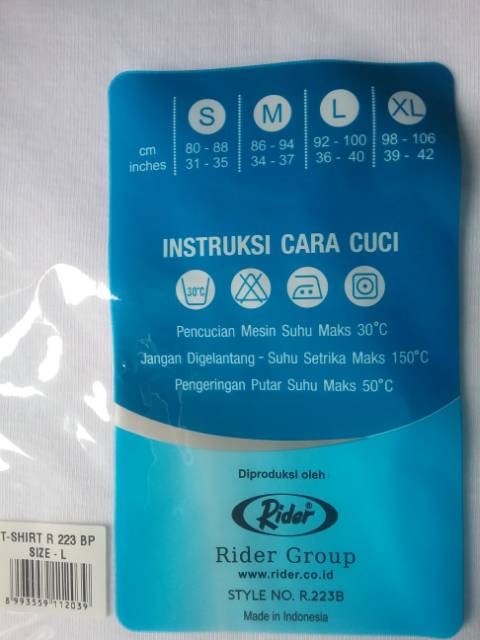 S M L XL
cm 80 - 88 86 - 94 92 - 100 98 - 106
inches 31 - 35 34 - 37 36 - 40 39 - 42
INSTRUKSI CARA CUCI
30°C
Pencucian Mesin Suhu Maks 30°C
Jangan Digelantang - Suhu Setrika Maks 150°C
Pengeringan Putar Suhu Maks 50°C
Diproduksi oleh :
Rider®
Rider Group
www.rider.co.id
STYLE NO. R.223B
Made in Indonesia
T-SHIRT R 223 BP
SIZE - L
8 993559 112039